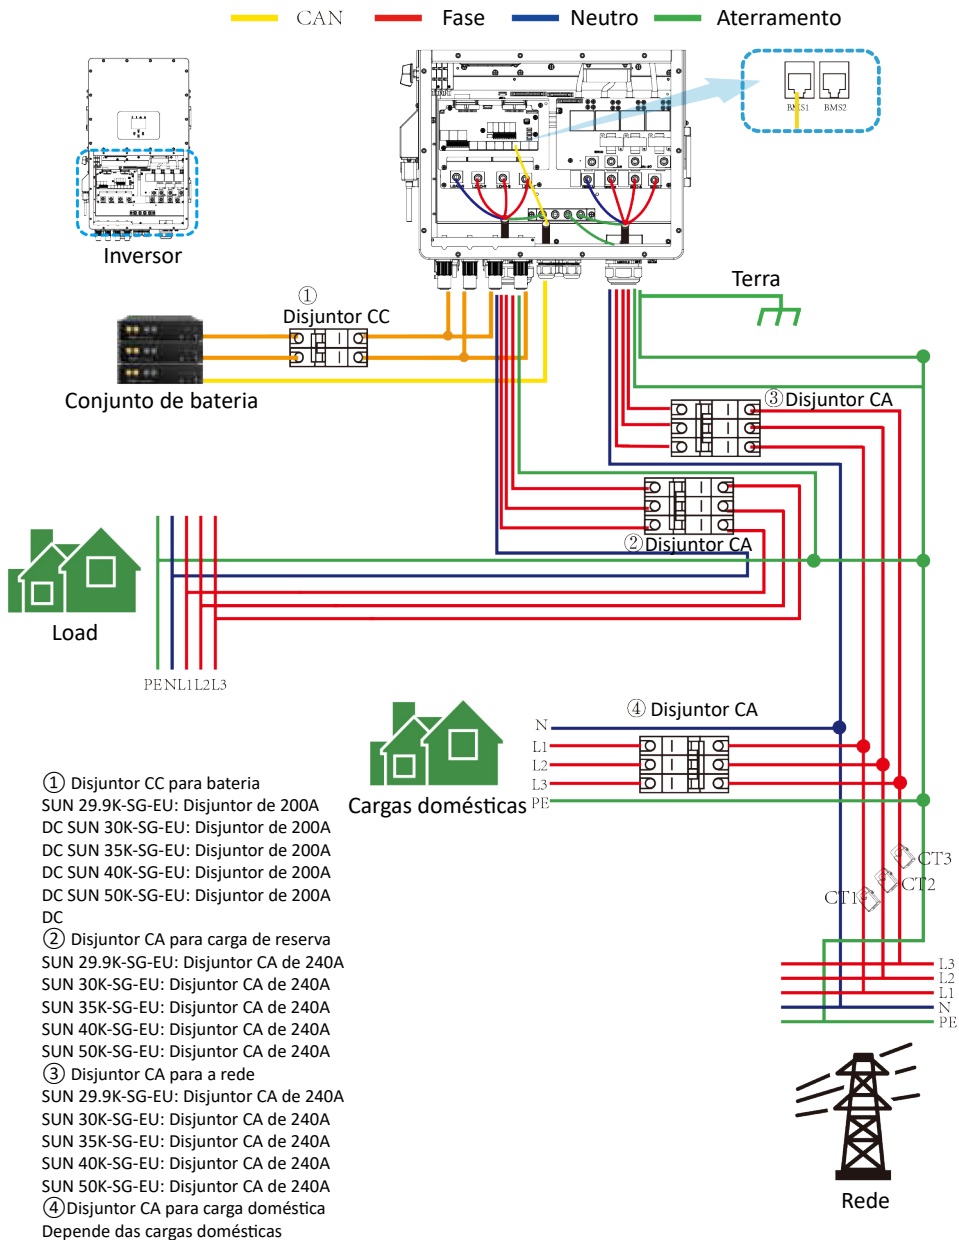 CAN Fase Neutro Aterramento
BMS1 BMS2
Inversor
Terra
①
Disjuntor CC
Conjunto de bateria
③Disjuntor CA
②Disjuntor CA
Load
PE N L1 L2 L3
④ Disjuntor CA
N
L1
L2
L3
PE
Cargas domésticas
① Disjuntor CC para bateria
SUN 29.9K-SG-EU: Disjuntor de 200A
DC SUN 30K-SG-EU: Disjuntor de 200A
DC SUN 35K-SG-EU: Disjuntor de 200A
DC SUN 40K-SG-EU: Disjuntor de 200A
DC SUN 50K-SG-EU: Disjuntor de 200A
DC
② Disjuntor CA para carga de reserva
SUN 29.9K-SG-EU: Disjuntor CA de 240A
SUN 30K-SG-EU: Disjuntor CA de 240A
SUN 35K-SG-EU: Disjuntor CA de 240A
SUN 40K-SG-EU: Disjuntor CA de 240A
SUN 50K-SG-EU: Disjuntor CA de 240A
③ Disjuntor CA para a rede
SUN 29.9K-SG-EU: Disjuntor CA de 240A
SUN 30K-SG-EU: Disjuntor CA de 240A
SUN 35K-SG-EU: Disjuntor CA de 240A
SUN 40K-SG-EU: Disjuntor CA de 240A
SUN 50K-SG-EU: Disjuntor CA de 240A
④Disjuntor CA para carga doméstica
Depende das cargas domésticas
CT3
CT2
CT1
L3
L2
L1
N
PE
Rede